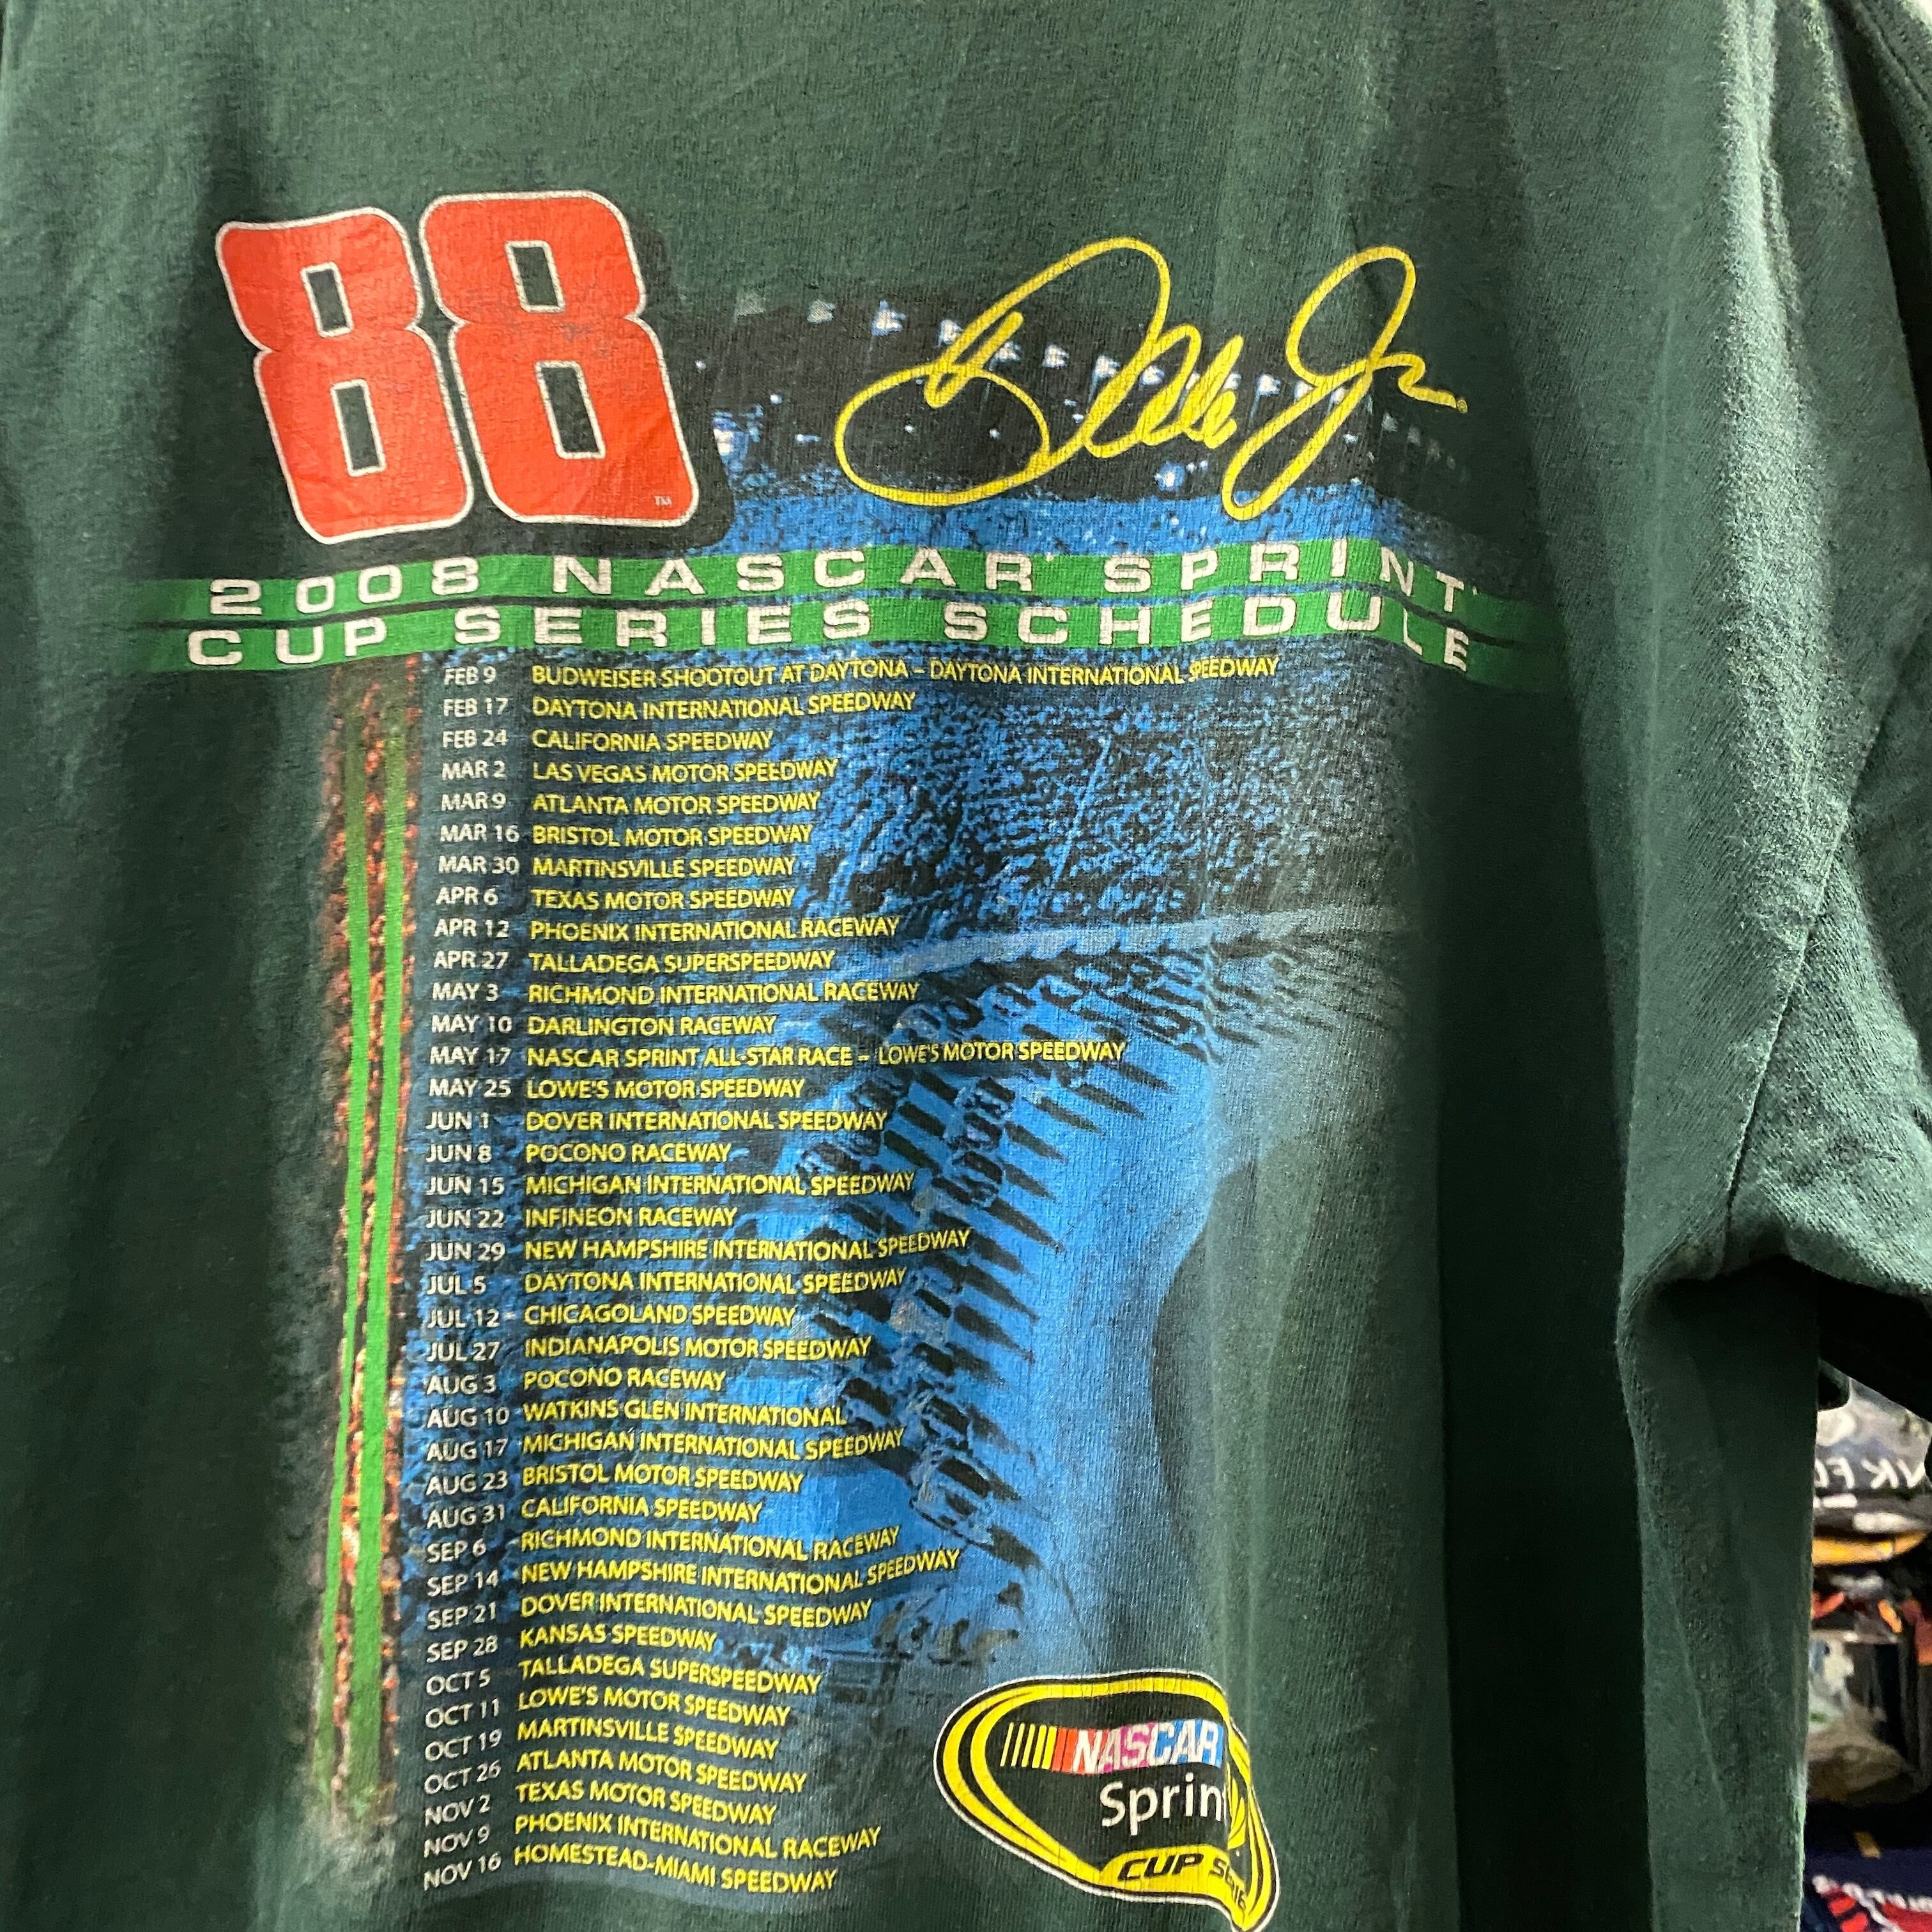 88
™
Dale Jr.
2008 NASCAR SPRINT
CUP SERIES SCHEDULE
FEB 9 BUDWEISER SHOOTOUT AT DAYTONA – DAYTONA INTERNATIONAL SPEEDWAY
FEB 17 DAYTONA INTERNATIONAL SPEEDWAY
FEB 24 CALIFORNIA SPEEDWAY
MAR 2 LAS VEGAS MOTOR SPEEDWAY
MAR 9 ATLANTA MOTOR SPEEDWAY
MAR 16 BRISTOL MOTOR SPEEDWAY
MAR 30 MARTINSVILLE SPEEDWAY
APR 6 TEXAS MOTOR SPEEDWAY
APR 12 PHOENIX INTERNATIONAL RACEWAY
APR 27 TALLADEGA SUPERSPEEDWAY
MAY 3 RICHMOND INTERNATIONAL RACEWAY
MAY 10 DARLINGTON RACEWAY
MAY 17 NASCAR SPRINT ALL-STAR RACE – LOWE'S MOTOR SPEEDWAY
MAY 25 LOWE'S MOTOR SPEEDWAY
JUN 1 DOVER INTERNATIONAL SPEEDWAY
JUN 8 POCONO RACEWAY
JUN 15 MICHIGAN INTERNATIONAL SPEEDWAY
JUN 22 INFINEON RACEWAY
JUN 29 NEW HAMPSHIRE INTERNATIONAL SPEEDWAY
JUL 5 DAYTONA INTERNATIONAL SPEEDWAY
JUL 12 CHICAGOLAND SPEEDWAY
JUL 27 INDIANAPOLIS MOTOR SPEEDWAY
AUG 3 POCONO RACEWAY
AUG 10 WATKINS GLEN INTERNATIONAL
AUG 17 MICHIGAN INTERNATIONAL SPEEDWAY
AUG 23 BRISTOL MOTOR SPEEDWAY
AUG 31 CALIFORNIA SPEEDWAY
SEP 6 RICHMOND INTERNATIONAL RACEWAY
SEP 14 NEW HAMPSHIRE INTERNATIONAL SPEEDWAY
SEP 21 DOVER INTERNATIONAL SPEEDWAY
SEP 28 KANSAS SPEEDWAY
OCT 5 TALLADEGA SUPERSPEEDWAY
OCT 11 LOWE'S MOTOR SPEEDWAY
OCT 19 MARTINSVILLE SPEEDWAY
OCT 26 ATLANTA MOTOR SPEEDWAY
NOV 2 TEXAS MOTOR SPEEDWAY
NOV 9 PHOENIX INTERNATIONAL RACEWAY
NOV 16 HOMESTEAD-MIAMI SPEEDWAY
NASCAR
Sprin
CUP SERIE